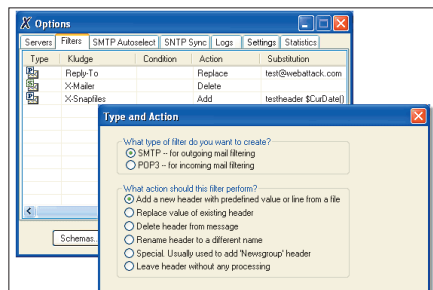 Options
Servers Filters SMTP Autoselect SNTP Sync Logs Settings Statistics
Type Kludge Condition Action Substitution
Reply-To Replace test@webattack.com
X-Mailer Delete
X-Snapfiles Add testheader $CurDate()
Type and Action
What type of filter do you want to create?
SMTP -- for outgoing mail filtering
POP3 -- for incoming mail filtering
What action should this filter perform?
Add a new header with predefined value or line from a file
Replace value of existing header
Delete header from message
Rename header to a different name
Special. Usually used to add 'Newsgroup' header
Leave header without any processing
Schemas..